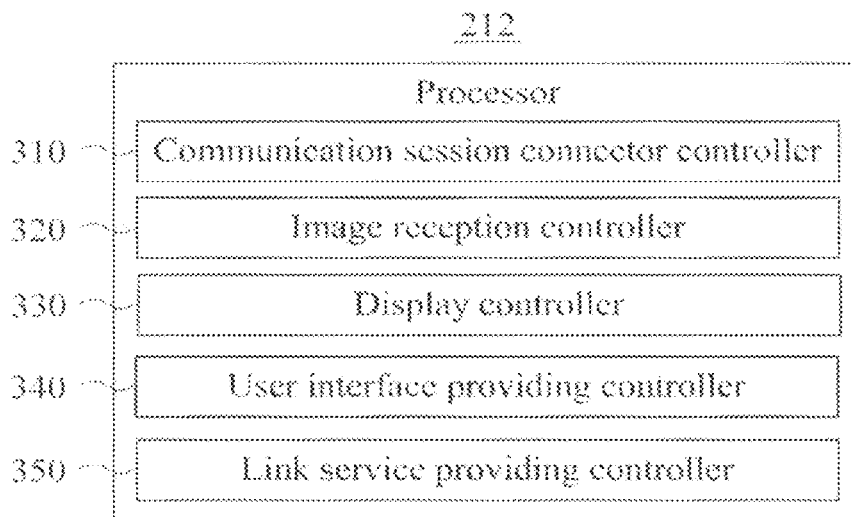 212
Processor
310 Communication session connector controller
320 Image reception controller
330 Display controller
340 User interface providing controller
350 Link service providing controller